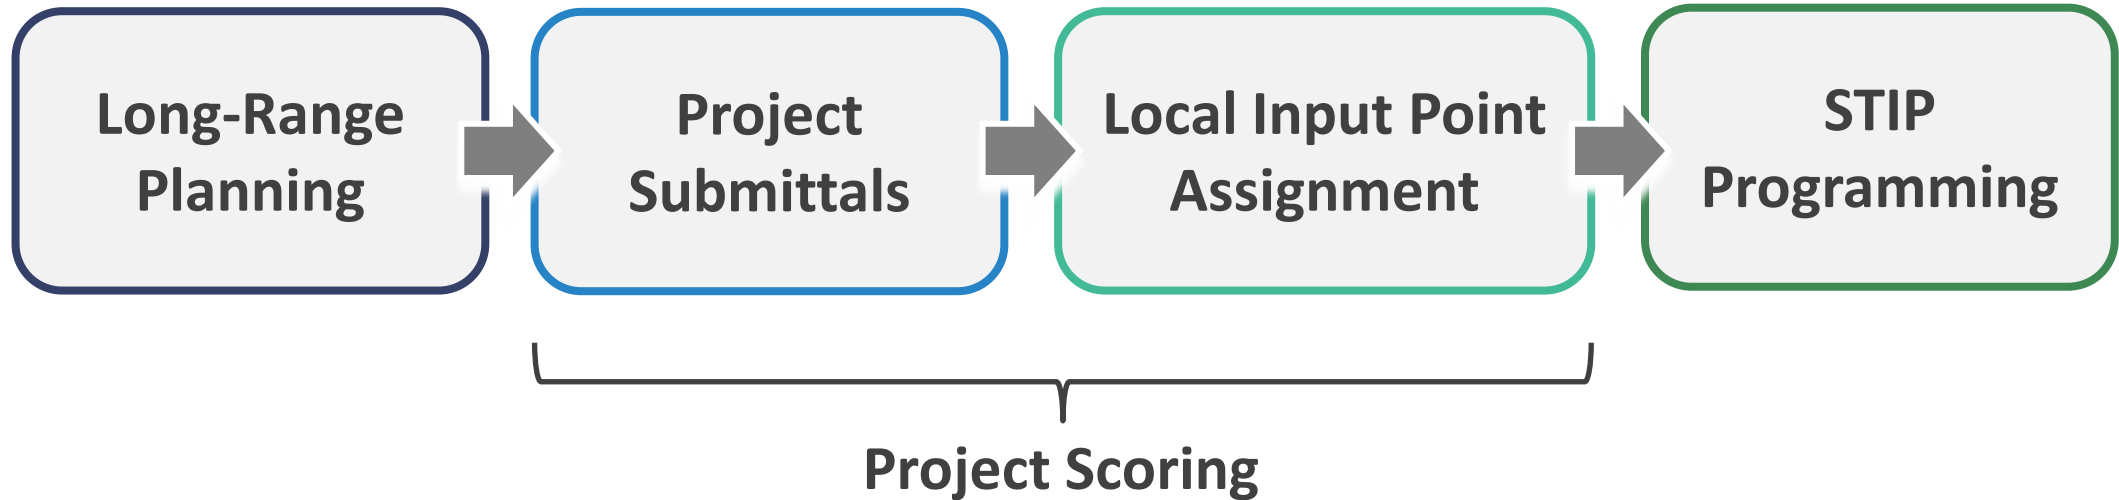 Long-Range
Planning
Project
Submittals
Local Input Point
Assignment
STIP
Programming
Project Scoring